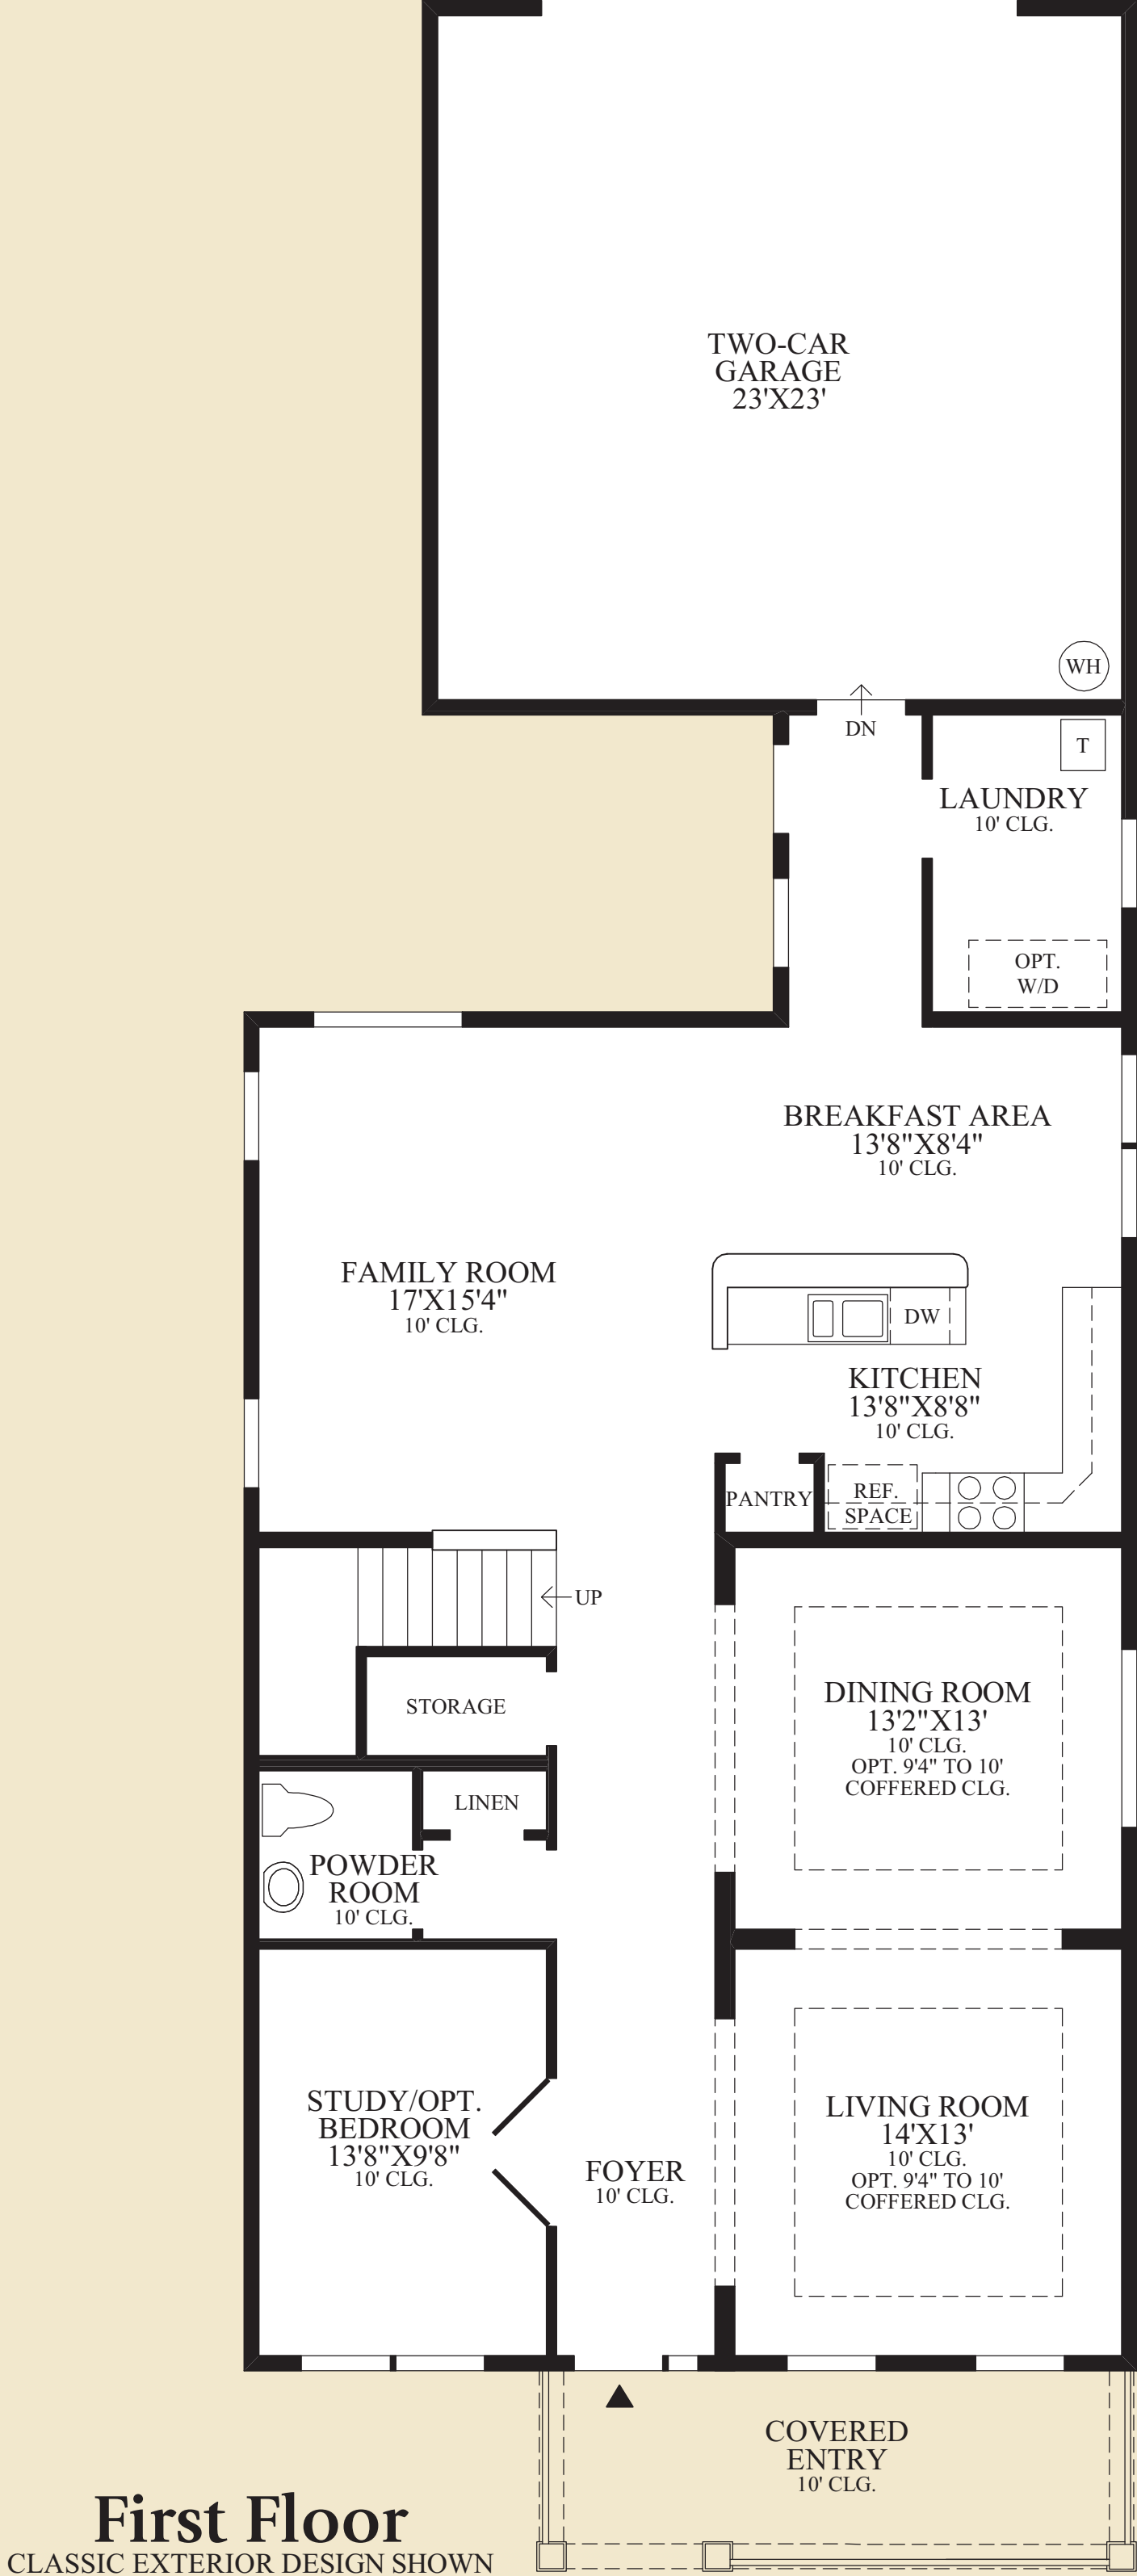 TWO-CAR
GARAGE
23'X23'
WH
DN
T
LAUNDRY
10' CLG.
OPT.
W/D
BREAKFAST AREA
13'8"X8'4"
10' CLG.
FAMILY ROOM
17'X15'4"
10' CLG.
DW
KITCHEN
13'8"X8'8"
10' CLG.
PANTRY
REF.
SPACE
UP
STORAGE
DINING ROOM
13'2"X13'
10' CLG.
OPT. 9'4" TO 10'
COFFERED CLG.
LINEN
POWDER
ROOM
10' CLG.
STUDY/OPT.
BEDROOM
13'8"X9'8"
10' CLG.
LIVING ROOM
14'X13'
10' CLG.
OPT. 9'4" TO 10'
COFFERED CLG.
FOYER
10' CLG.
COVERED
ENTRY
10' CLG.
First Floor
CLASSIC EXTERIOR DESIGN SHOWN